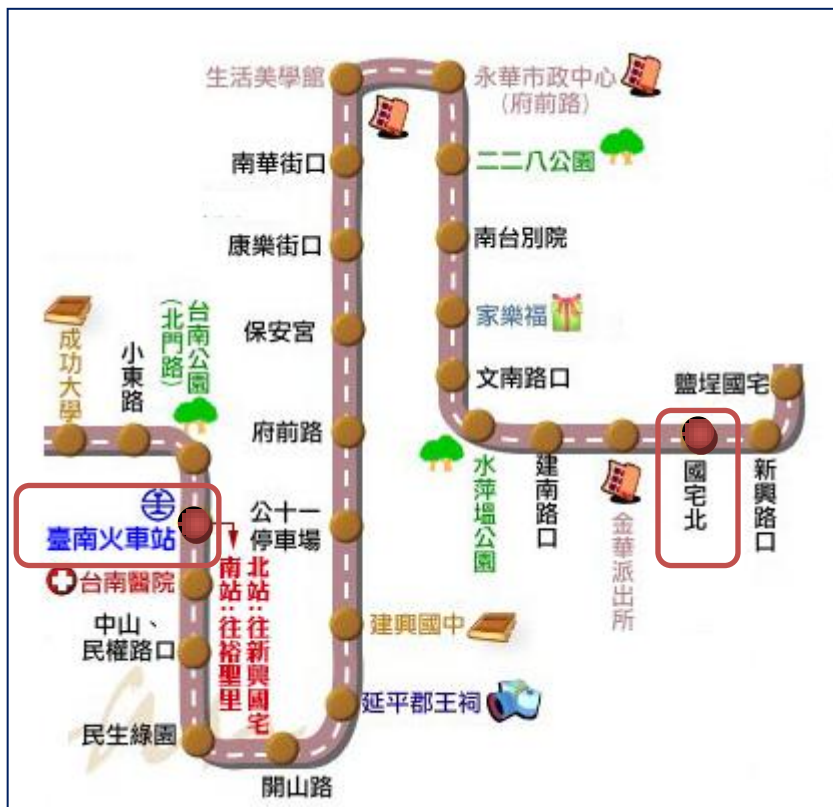 生活美學館
永華市政中心
(府前路)
南華街口
二二八公園
康樂街口
南台別院
保安宮
家樂福
文南路口
府前路
成功大學
小東路
台南公園
(北門路)
鹽埕國宅
水萍塭公園
建南路口
金華派出所
國宅北
新興路口
臺南火車站
公十一
停車場
北站:往新興國宅
南站:往裕聖里
台南醫院
中山、
民權路口
建興國中
延平郡王祠
民生綠園
開山路